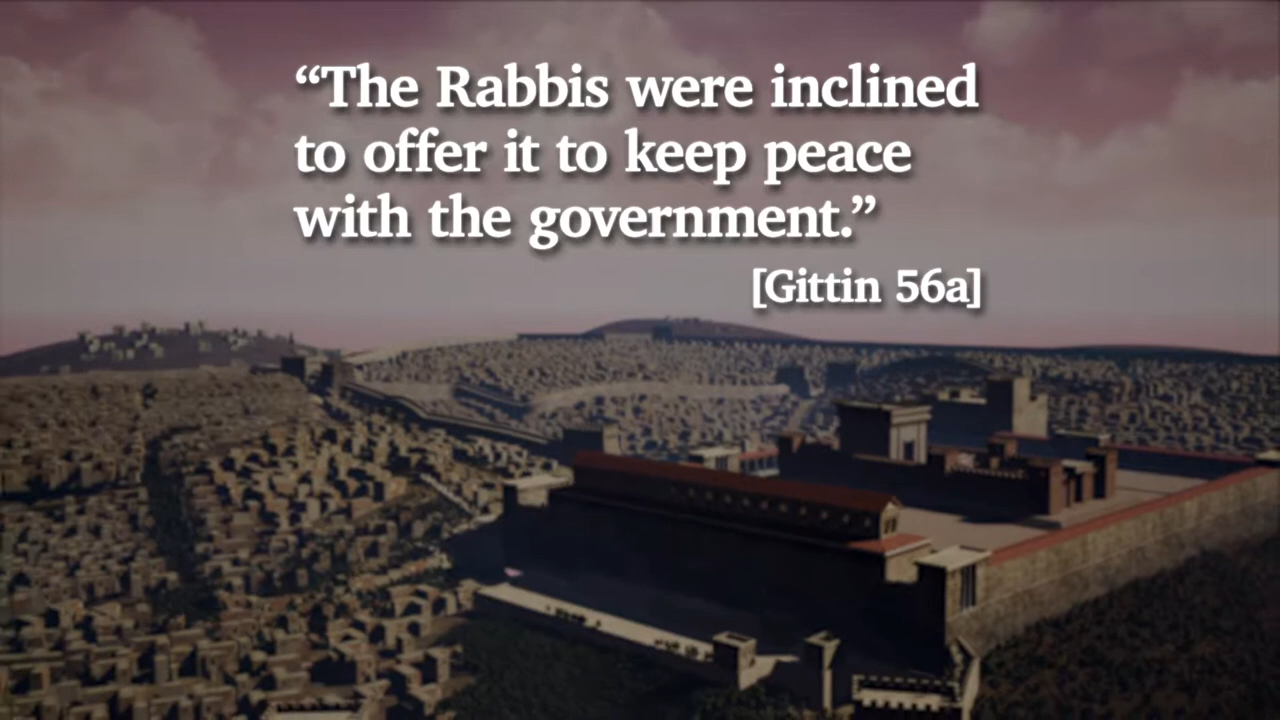 “The Rabbis were inclined
to offer it to keep peace
with the government.”
[Gittin 56a]